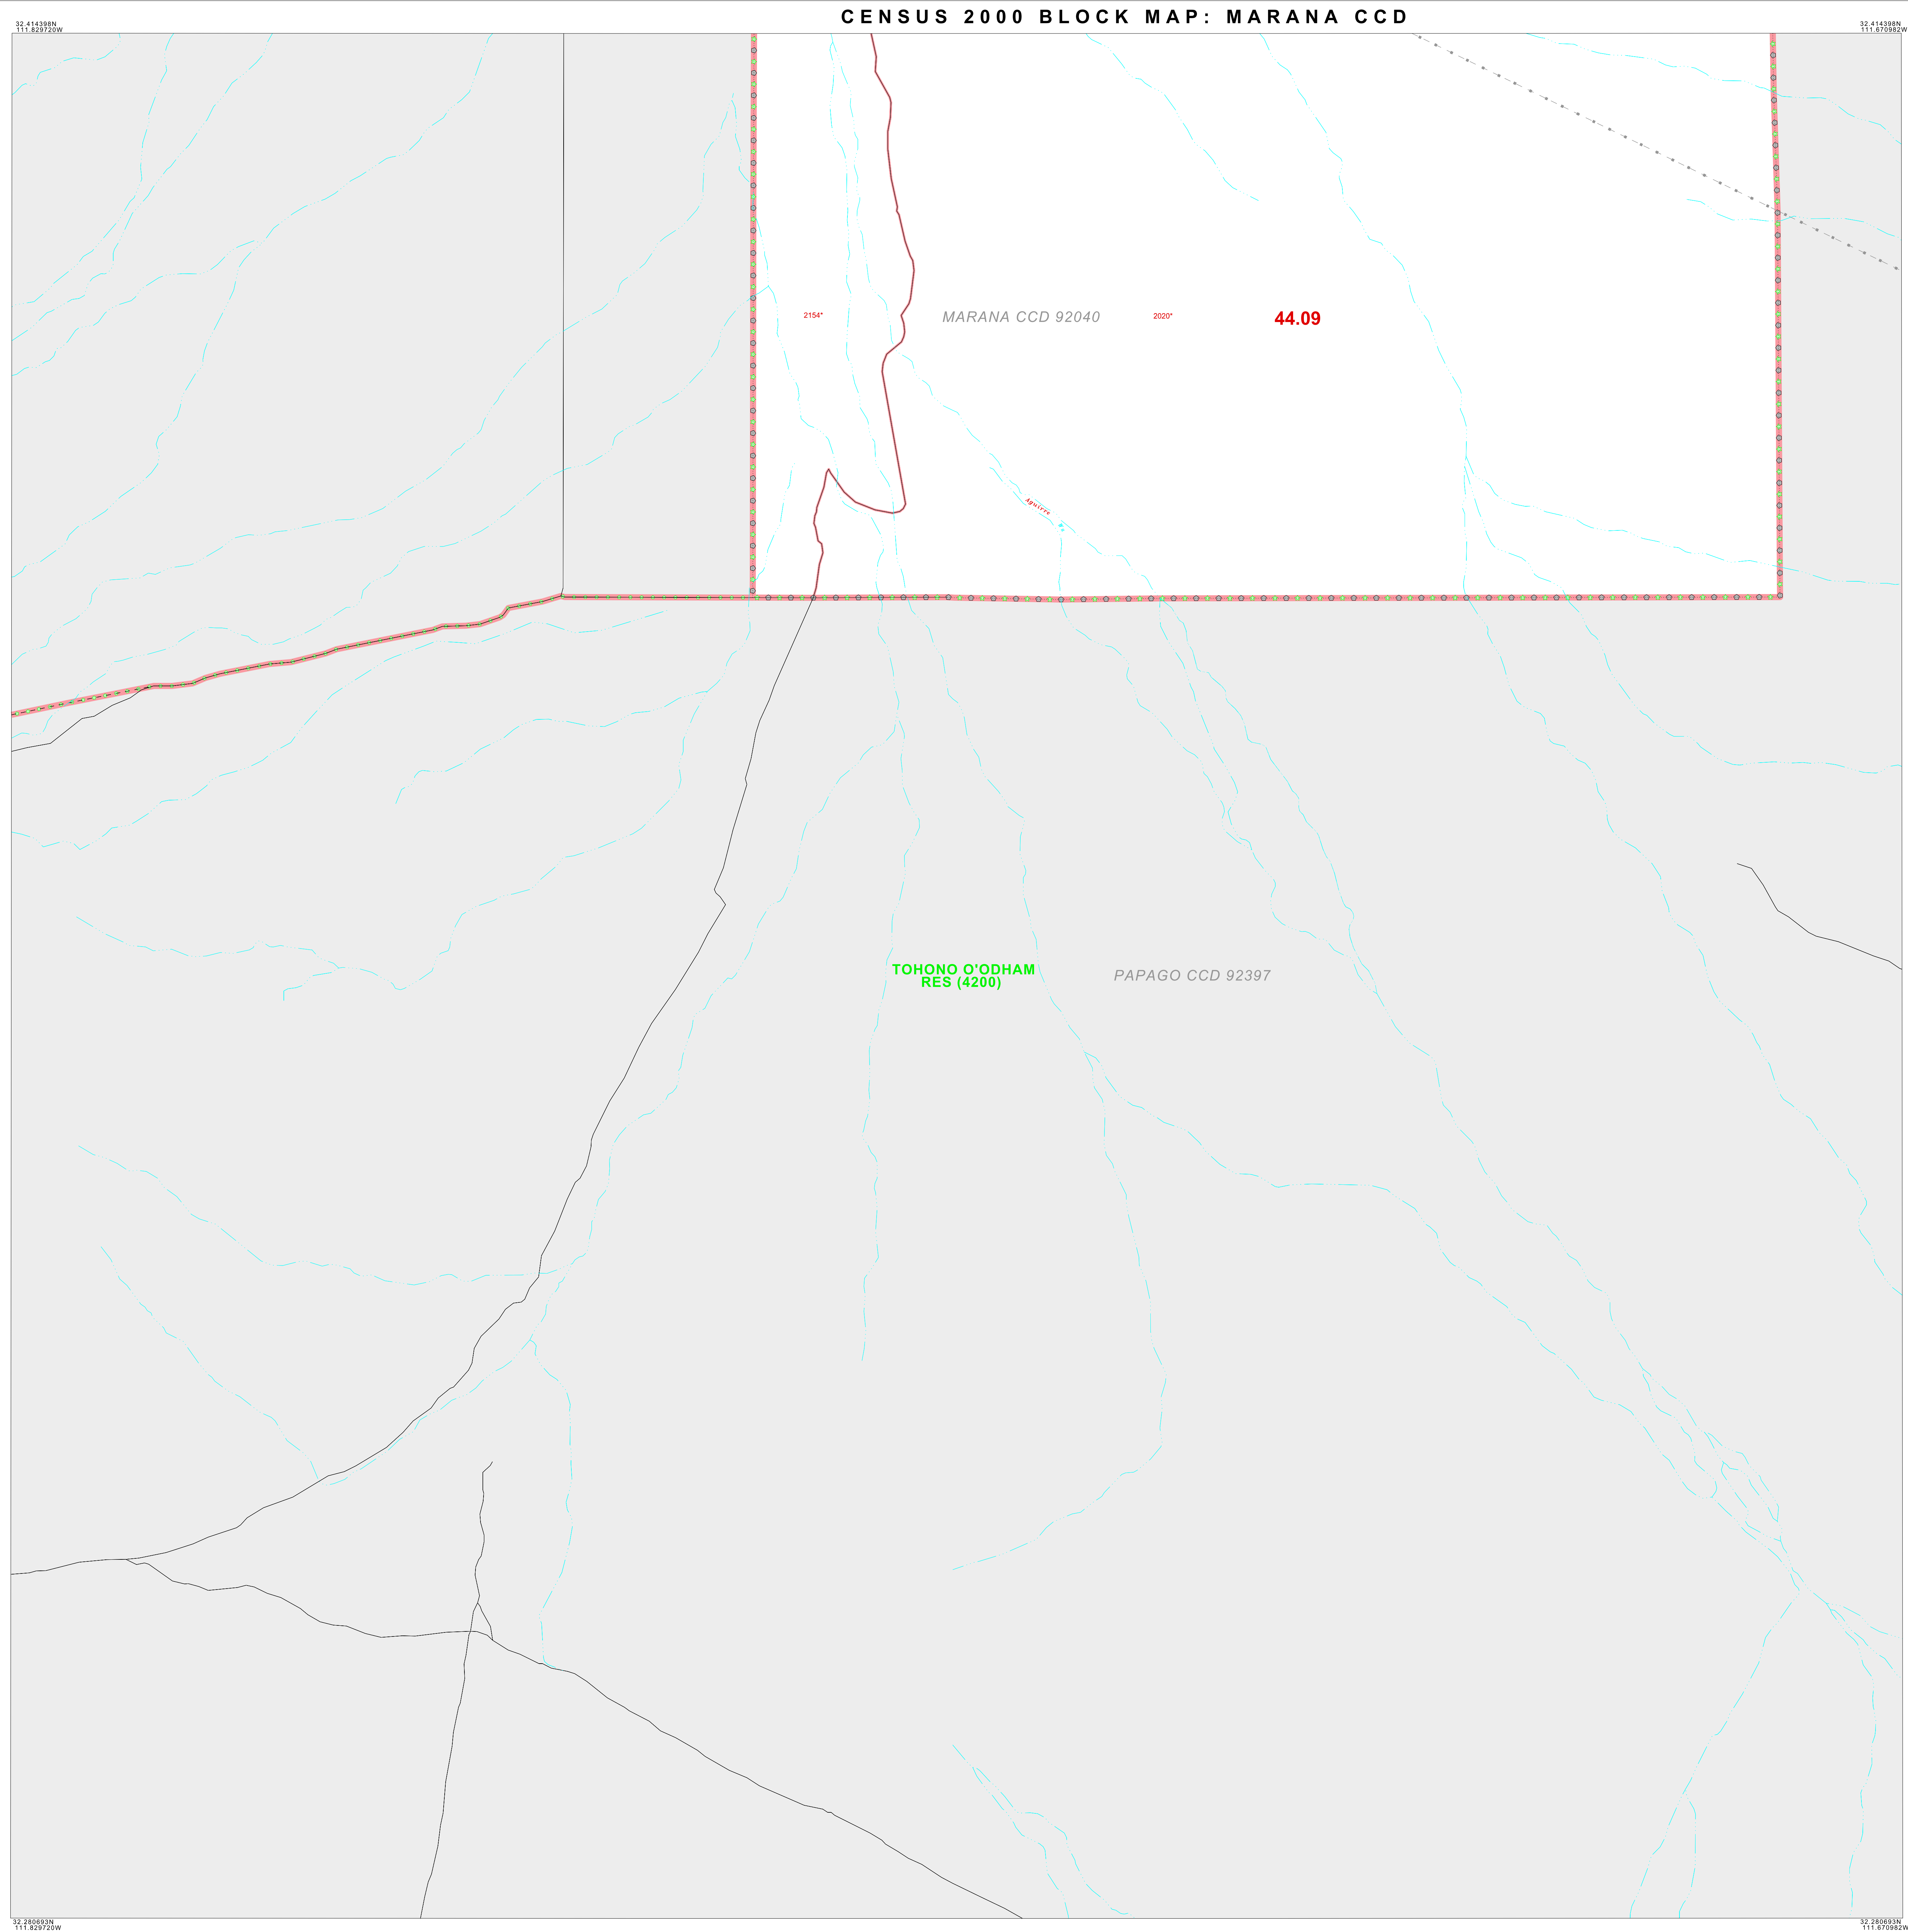 CENSUS 2000 BLOCK MAP: MARANA CCD
32.414398N
111.829720W
32.414398N
111.670982W
2154*
MARANA CCD 92040
2020*
44.09
Aguirre
TOHONO O'ODHAM
RES (4200)
PAPAGO CCD 92397
32.280693N
111.829720W
32.280693N
111.670982W